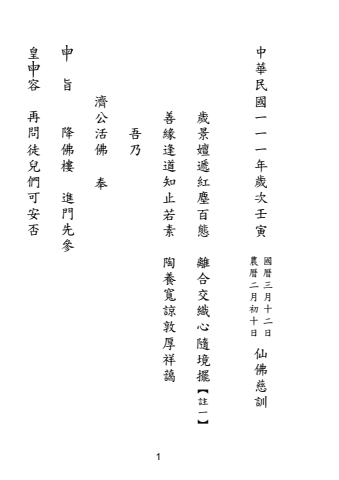 中華民國一一一年歲次壬寅 國曆三月十二日 農曆二月初十日 仙佛慈訓
歲景嬗遞紅塵百態 離合交織心隨境擺【註一】
善緣逢道知止若素 陶養寬諒敦厚祥藹
吾乃
濟公活佛 奉
申旨 降佛樓 進門先參
皇申容 再問徒兒們可安否
1